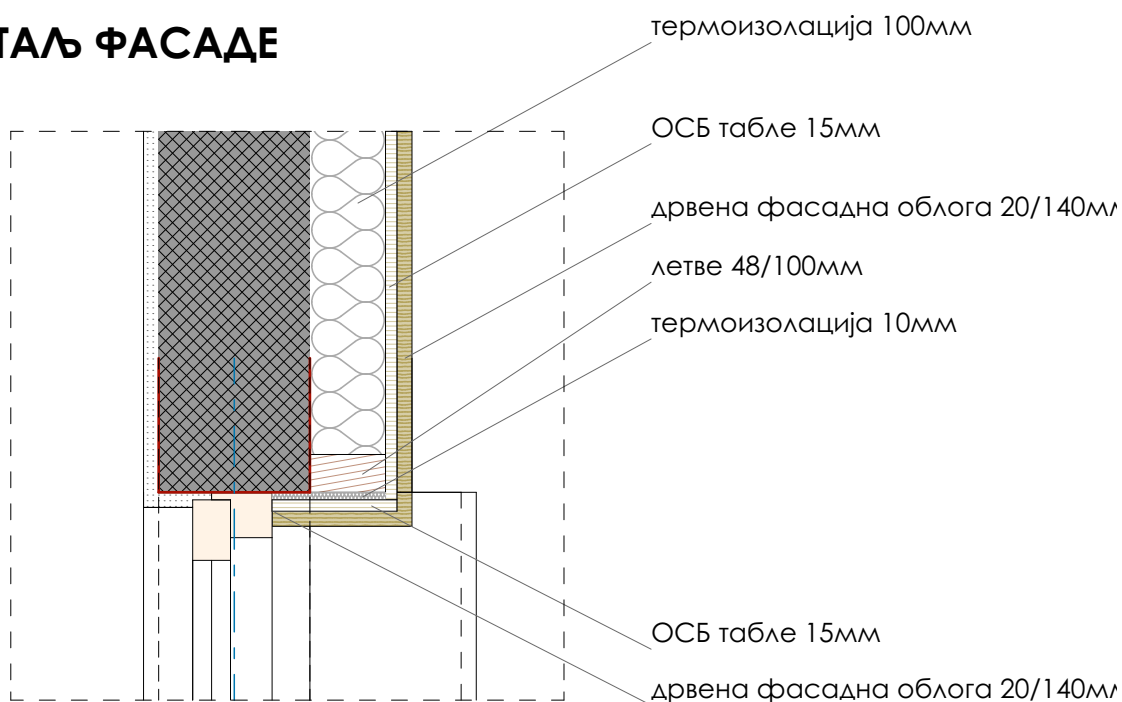 ТАЉ ФАСАДЕ
термоизолација 100мм
ОСБ табле 15мм
дрвена фасадна облога 20/140мм
летве 48/100мм
термоизолација 10мм
ОСБ табле 15мм
дрвена фасадна облога 20/140мм